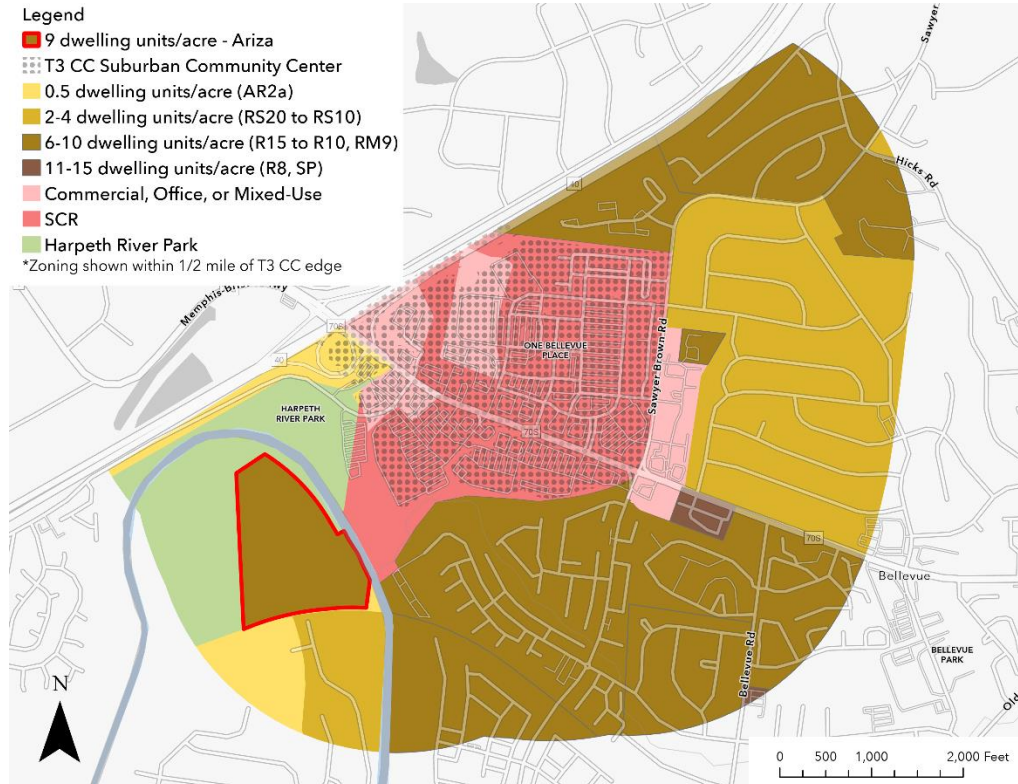 Legend
9 dwelling units/acre - Ariza
T3 CC Suburban Community Center
0.5 dwelling units/acre (AR2a)
2-4 dwelling units/acre (RS20 to RS10)
6-10 dwelling units/acre (R15 to R10, RM9)
11-15 dwelling units/acre (R8, SP)
Commercial, Office, or Mixed-Use
SCR
Harpeth River Park
*Zoning shown within 1/2 mile of T3 CC edge
Sawyer
Hicks Rd
40
70S
40
ONE BELLEVUE
PLACE
Sawyer Brown Rd
HARPETH
RIVER PARK
70S
70S
Bellevue
BELLEVUE
PARK
Bellevue Rd
Old
N
0 500 1,000 2,000 Feet